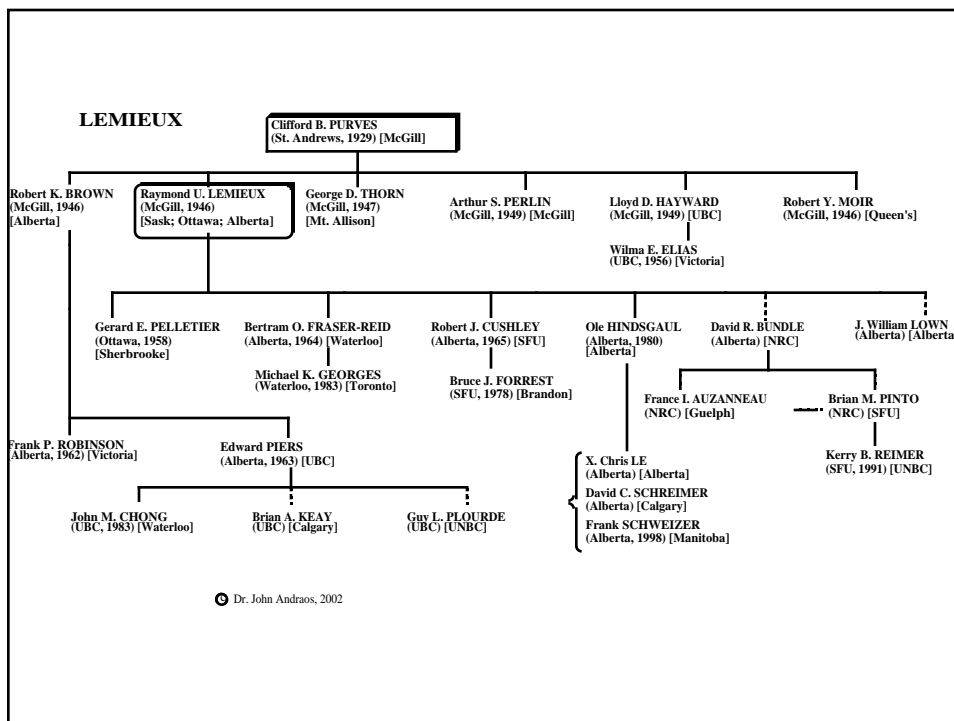 LEMIEUX
Clifford B. PURVES
(St. Andrews, 1929) [McGill]
Robert K. BROWN
(McGill, 1946)
[Alberta]
Raymond U. LEMIEUX
(McGill, 1946)
[Sask; Ottawa; Alberta]
George D. THORN
(McGill, 1947)
[Mt. Allison]
Arthur S. PERLIN
(McGill, 1949) [McGill]
Lloyd D. HAYWARD
(McGill, 1949) [UBC]
Robert Y. MOIR
(McGill, 1946) [Queen's]
Wilma E. ELIAS
(UBC, 1956) [Victoria]
Gerard E. PELLETIER
(Ottawa, 1958)
[Sherbrooke]
Bertram O. FRASER-REID
(Alberta, 1964) [Waterloo]
Robert J. CUSHLEY
(Alberta, 1965) [SFU]
Ole HINDSGAUL
(Alberta, 1980)
[Alberta]
David R. BUNDLE
(Alberta) [NRC]
J. William LOWN
(Alberta) [Alberta
Michael K. GEORGES
(Waterloo, 1983) [Toronto]
Bruce J. FORREST
(SFU, 1978) [Brandon]
France I. AUZANNEAU
(NRC) [Guelph]
Brian M. PINTO
(NRC) [SFU]
Frank P. ROBINSON
(Alberta, 1962) [Victoria]
Edward PIERS
(Alberta, 1963) [UBC]
Kerry B. REIMER
(SFU, 1991) [UNBC]
X. Chris LE
(Alberta) [Alberta]
David C. SCHREIMER
(Alberta) [Calgary]
Frank SCHWEIZER
(Alberta, 1998) [Manitoba]
John M. CHONG
(UBC, 1983) [Waterloo]
Brian A. KEAY
(UBC) [Calgary]
Guy L. PLOURDE
(UBC) [UNBC]
© Dr. John Andraos, 2002